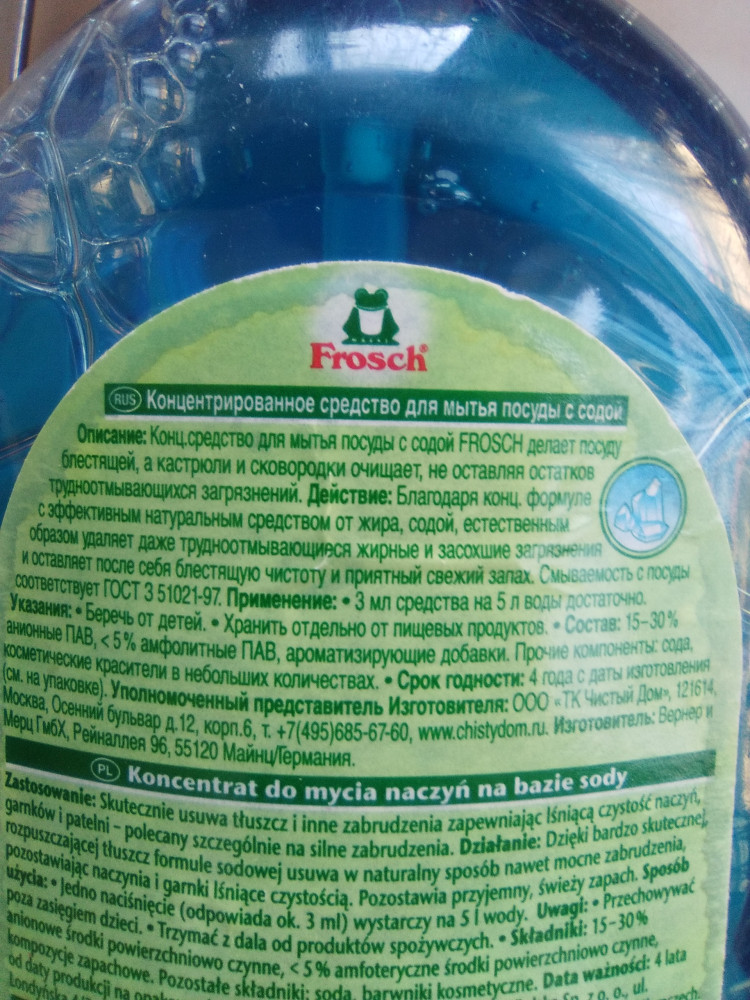 Frosch®
RUS Концентрированное средство для мытья посуды с содой
Описание: Конц.средство для мытья посуды с содой FROSCH делает посуду
блестящей, а кастрюли и сковородки очищает, не оставляя остатков
трудноотмывающихся загрязнений. Действие: Благодаря конц. формуле
с эффективным натуральным средством от жира, содой, естественным
образом удаляет даже трудноотмывающиеся жирные и засохшие загрязнения
и оставляет после себя блестящую чистоту и приятный свежий запах. Смываемость с посуды
соответствует ГОСТ З 51021-97. Применение: • 3 мл средства на 5 л воды достаточно.
Указания: • Беречь от детей. • Хранить отдельно от пищевых продуктов. • Состав: 15–30%
анионные ПАВ, < 5% амфолитные ПАВ, ароматизирующие добавки. Прочие компоненты: сода,
косметические красители в небольших количествах. • Срок годности: 4 года с даты изготовления
(см. на упаковке). Уполномоченный представитель Изготовителя: ООО «ТК Чистый Дом», 121614,
Москва, Осенний бульвар д.12, корп.6, т. +7(495)685-67-60, www.chistydom.ru. Изготовитель: Вернер и
Мерц ГмбХ, Рейналлея 96, 55120 Майнц/Германия.
PL Koncentrat do mycia naczyń na bazie sody
Zastosowanie: Skutecznie usuwa tłuszcz i inne zabrudzenia zapewniając lśniącą czystość naczyń,
garnków i patelni – polecany szczególnie na silne zabrudzenia. Działanie: Dzięki bardzo skutecznej,
rozpuszczającej tłuszcz formule sodowej usuwa w naturalny sposób nawet mocne zabrudzenia,
pozostawiając naczynia i garnki lśniące czystością. Pozostawia przyjemny, świeży zapach. Sposób
użycia: • Jedno naciśnięcie (odpowiada ok. 3 ml) wystarczy na 5 l wody. Uwagi: • Przechowywać
poza zasięgiem dzieci. • Trzymać z dala od produktów spożywczych. • Składniki: 15–30%
anionowe środki powierzchniowo czynne, < 5% amfoteryczne środki powierzchniowo czynne,
kompozycje zapachowe. Pozostałe składniki: soda, barwniki kosmetyczne. Data ważności: 4 lata
od daty produkcji na
Londyńska Sp. z o. o., ul.